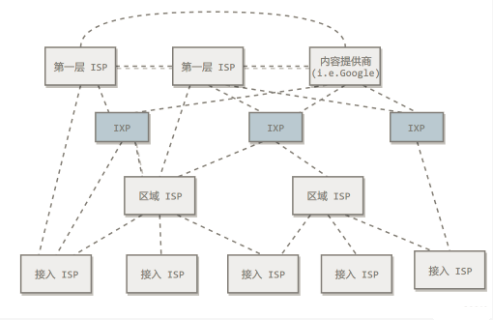 第一层 ISP
第一层 ISP
内容提供商
(i.e.Google)
IXP
IXP
IXP
区域 ISP
区域 ISP
接入 ISP
接入 ISP
接入 ISP
接入 ISP
接入 ISP